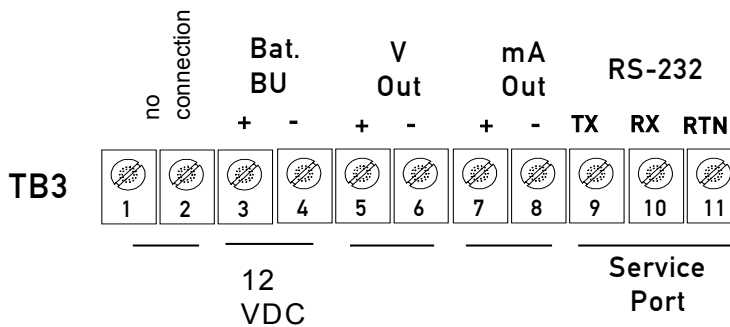 no
connection
Bat.
BU
V
Out
mA
Out
RS-232
+ - + - + - TX RX RTN
TB3
1 2 3 4 5 6 7 8 9 10 11
12
VDC
Service
Port